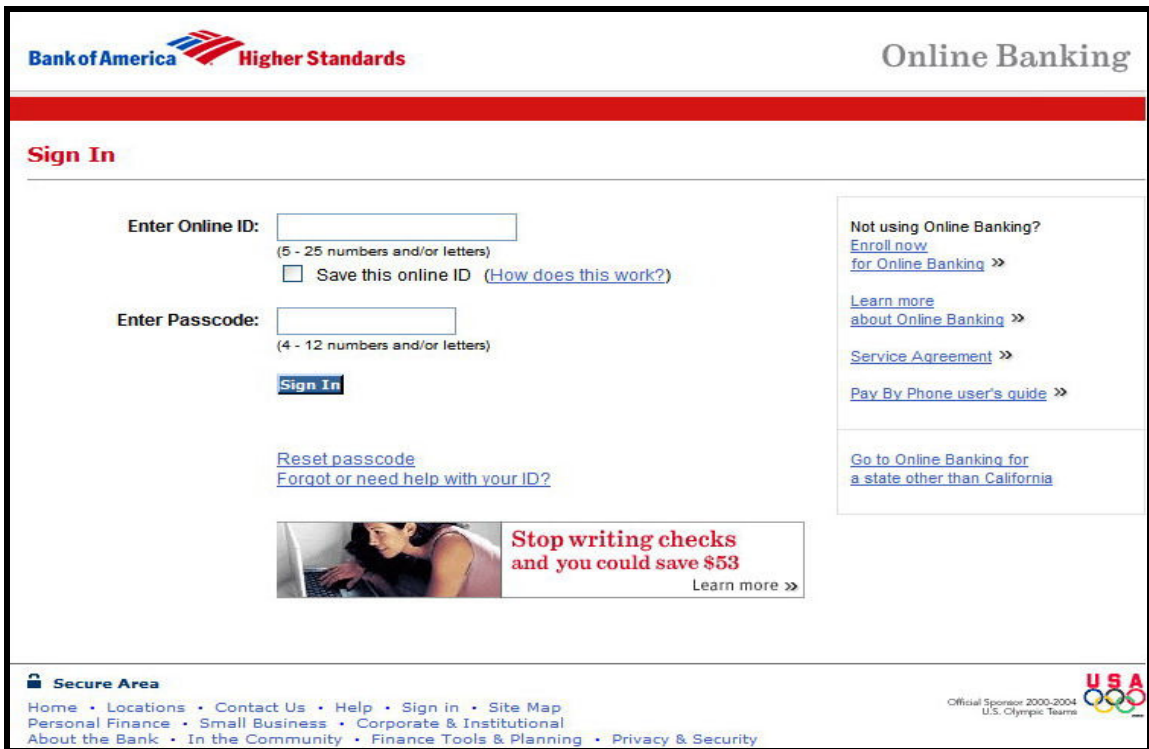 Bank of America Higher Standards
Online Banking
Sign In
Enter Online ID:
(5 - 25 numbers and/or letters)
Save this online ID (How does this work?)
Enter Passcode:
(4 - 12 numbers and/or letters)
Sign In
Reset passcode
Forgot or need help with your ID?
Stop writing checks
and you could save $53
Learn more »
Not using Online Banking?
Enroll now
for Online Banking »
Learn more
about Online Banking »
Service Agreement »
Pay By Phone user's guide »
Go to Online Banking for
a state other than California
Secure Area
Home • Locations • Contact Us • Help • Sign in • Site Map
Personal Finance • Small Business • Corporate & Institutional
About the Bank • In the Community • Finance Tools & Planning • Privacy & Security
Official Sponsor 2000-2004
U.S. Olympic Teams
USA